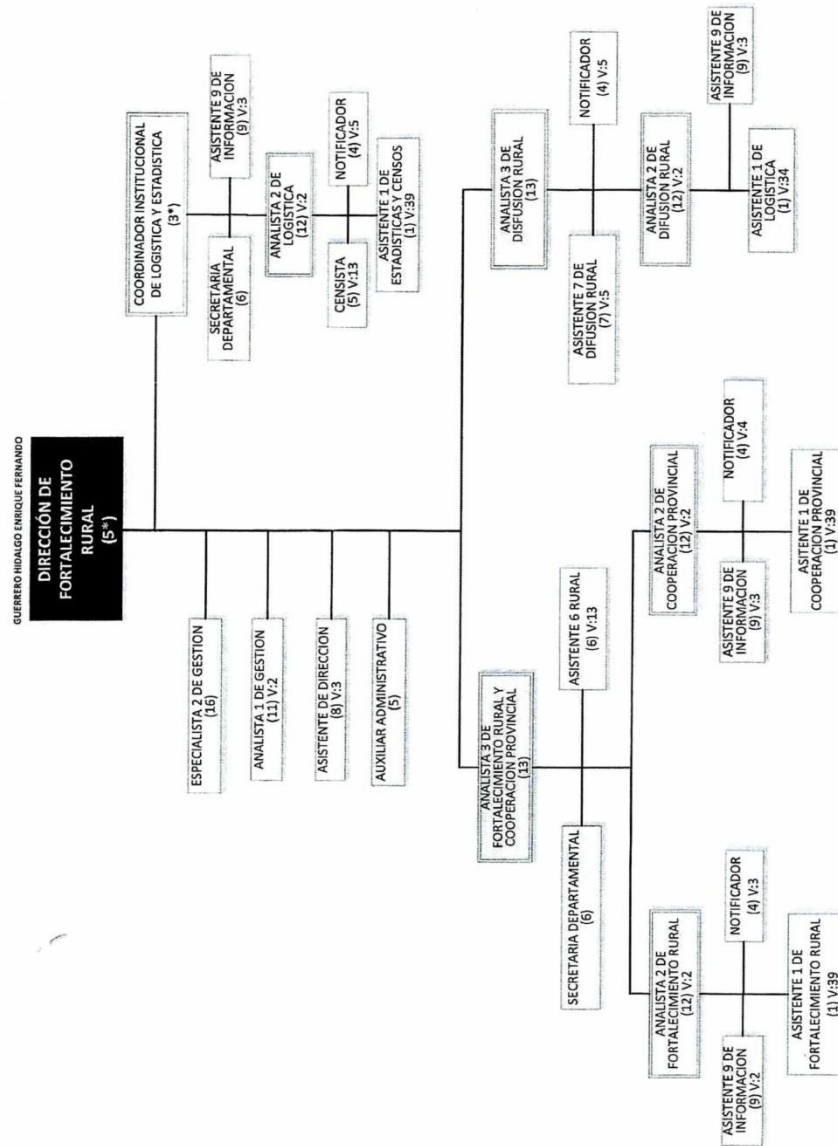 GUERRERO HIDALGO ENRIQUE FERNANDO
DIRECCIÓN DE
FORTALECIMIENTO
RURAL
(5*)
COORDINADOR INSTITUCIONAL
DE LOGISTICA Y ESTADISTICA
(3*)
SECRETARIA
DEPARTAMENTAL
(6)
ASISTENTE 9 DE
INFORMACION
(9) V:3
ANALISTA 2 DE
LOGISTICA
(12) V:2
CENSISTA
(5) V:13
NOTIFICADOR
(4) V:5
ASISTENTE 1 DE
ESTADISTICAS Y CENSOS
(1) V:39
ESPECIALISTA 2 DE GESTION
(16)
ANALISTA 1 DE GESTION
(11) V:2
ASISTENTE DE DIRECCION
(8) V:3
AUXILIAR ADMINISTRATIVO
(5)
ANALISTA 3 DE
FORTALECIMIENTO RURAL Y
COOPERACION PROVINCIAL
(13)
SECRETARIA DEPARTAMENTAL
(6)
ASISTENTE 6 RURAL
(6) V:13
ANALISTA 2 DE
FORTALECIMIENTO RURAL
(12) V:2
ASISTENTE 9 DE
INFORMACION
(9) V:2
NOTIFICADOR
(4) V:3
ASISTENTE 1 DE
FORTALECIMIENTO RURAL
(1) V:39
ANALISTA 2 DE
COOPERACION PROVINCIAL
(12) V:2
ASISTENTE 9 DE
INFORMACION
(9) V:3
NOTIFICADOR
(4) V:4
ASITENTE 1 DE
COOPERACION PROVINCIAL
(1) V:39
ANALISTA 3 DE
DISFUSION RURAL
(13)
ASISTENTE 7 DE
DIFUSION RURAL
(7) V:5
NOTIFICADOR
(4) V:5
ANALISTA 2 DE
DIFUSION RURAL
(12) V:2
ASISTENTE 9 DE
INFORMACION
(9) V:3
ASISTENTE 1 DE
LOGISTICA
(1) V:34